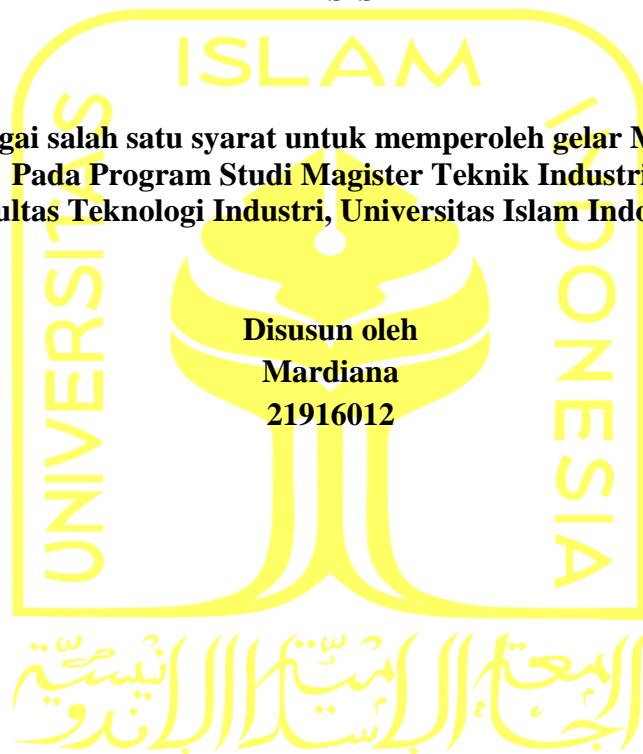 ISLAM
gai salah satu syarat untuk memperoleh gelar M
Pada Program Studi Magister Teknik Industri
ultas Teknologi Industri, Universitas Islam Indo
Disusun oleh
Mardiana
21916012
UNIVERSITAS
INDONESIA